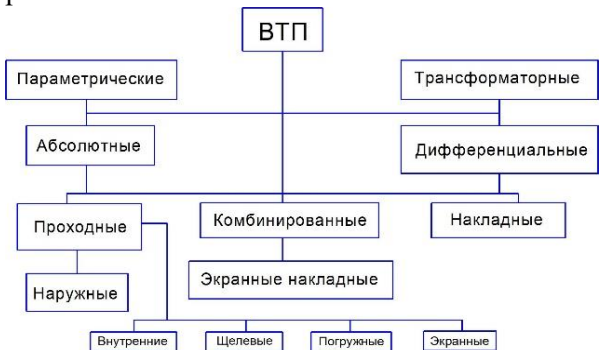 ВТП
Параметрические
Трансформаторные
Абсолютные
Дифференциальные
Проходные
Комбинированные
Накладные
Экранные накладные
Наружные
Внутренние
Щелевые
Погружные
Экранные